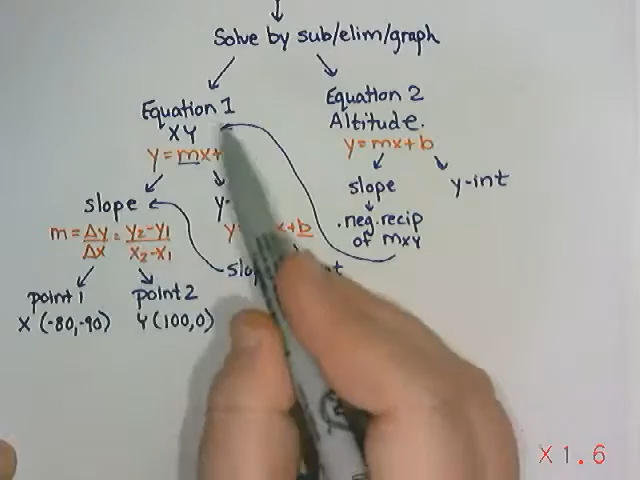 Solve by sub/elim/graph
Equation 1
XY
y = mx+
Equation 2
Altitude.
y = mx+b
slope
y-int
slope
y-
neg. recip
of mxy
m = Δy/Δx = y2-y1/x2-x1
x+b
point 1
X (-80,-90)
point 2
Y (100,0)
X1.6